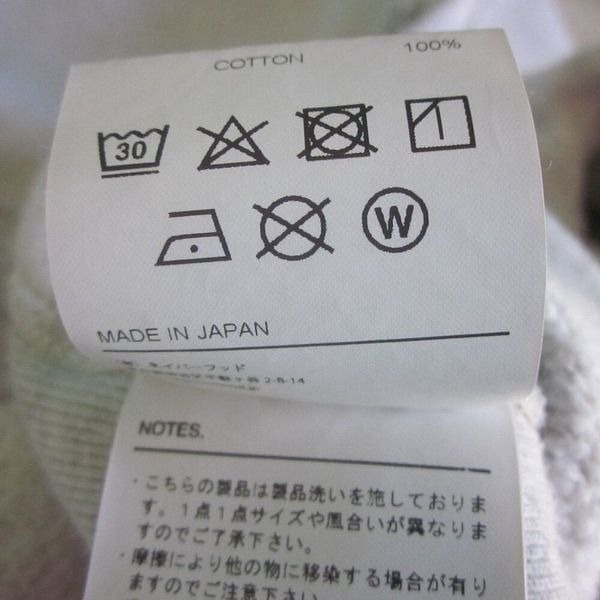 COTTON 100%
30
W
MADE IN JAPAN
2-8-14
NOTES.
・こちらの製品は製品洗いを施しておりま
す。1点1点サイズや風合いが異なりま
すのでご了承下さい。
・摩擦により他の物に移染する場合が有り
ますのでご注意下さい。